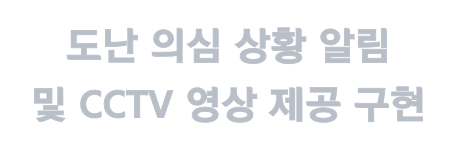 도난 의심 상황 알림
및 CCTV 영상 제공 구현